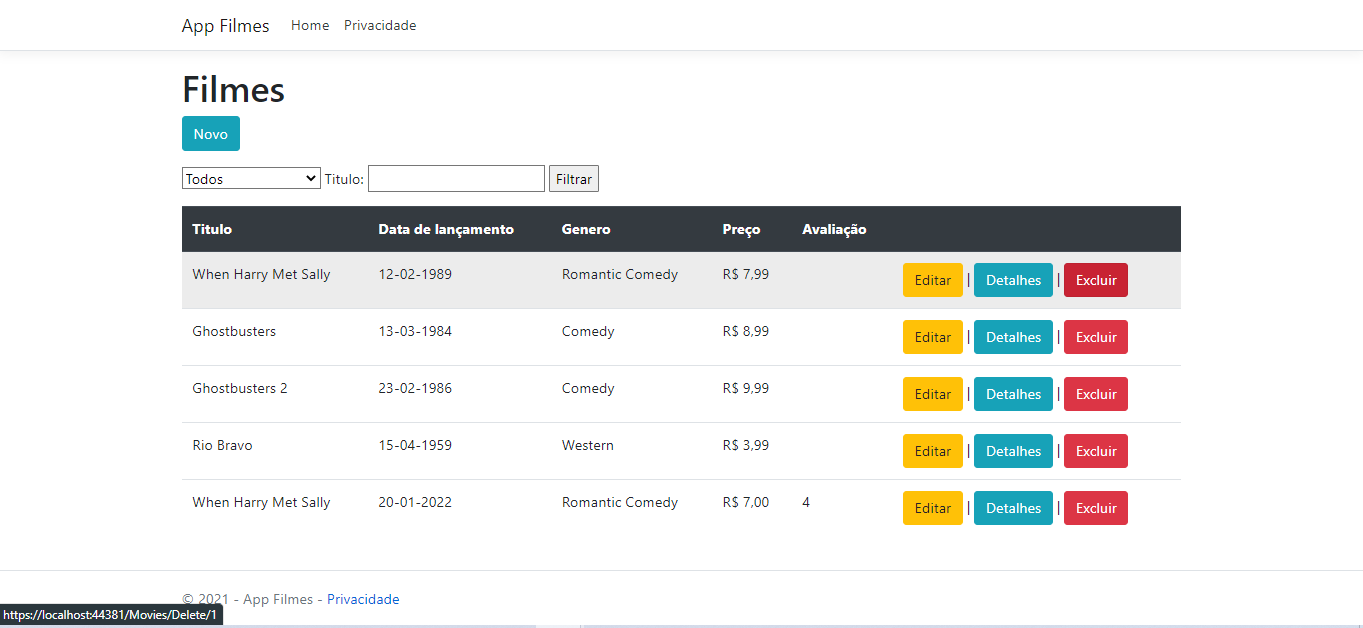 App Filmes Home Privacidade
Filmes
Novo
Todos Titulo: Filtrar
Titulo Data de lançamento Genero Preço Avaliação
When Harry Met Sally 12-02-1989 Romantic Comedy R$ 7,99 Editar | Detalhes | Excluir
Ghostbusters 13-03-1984 Comedy R$ 8,99 Editar | Detalhes | Excluir
Ghostbusters 2 23-02-1986 Comedy R$ 9,99 Editar | Detalhes | Excluir
Rio Bravo 15-04-1959 Western R$ 3,99 Editar | Detalhes | Excluir
When Harry Met Sally 20-01-2022 Romantic Comedy R$ 7,00 4 Editar | Detalhes | Excluir
© 2021 - App Filmes - Privacidade
https://localhost:44381/Movies/Delete/1